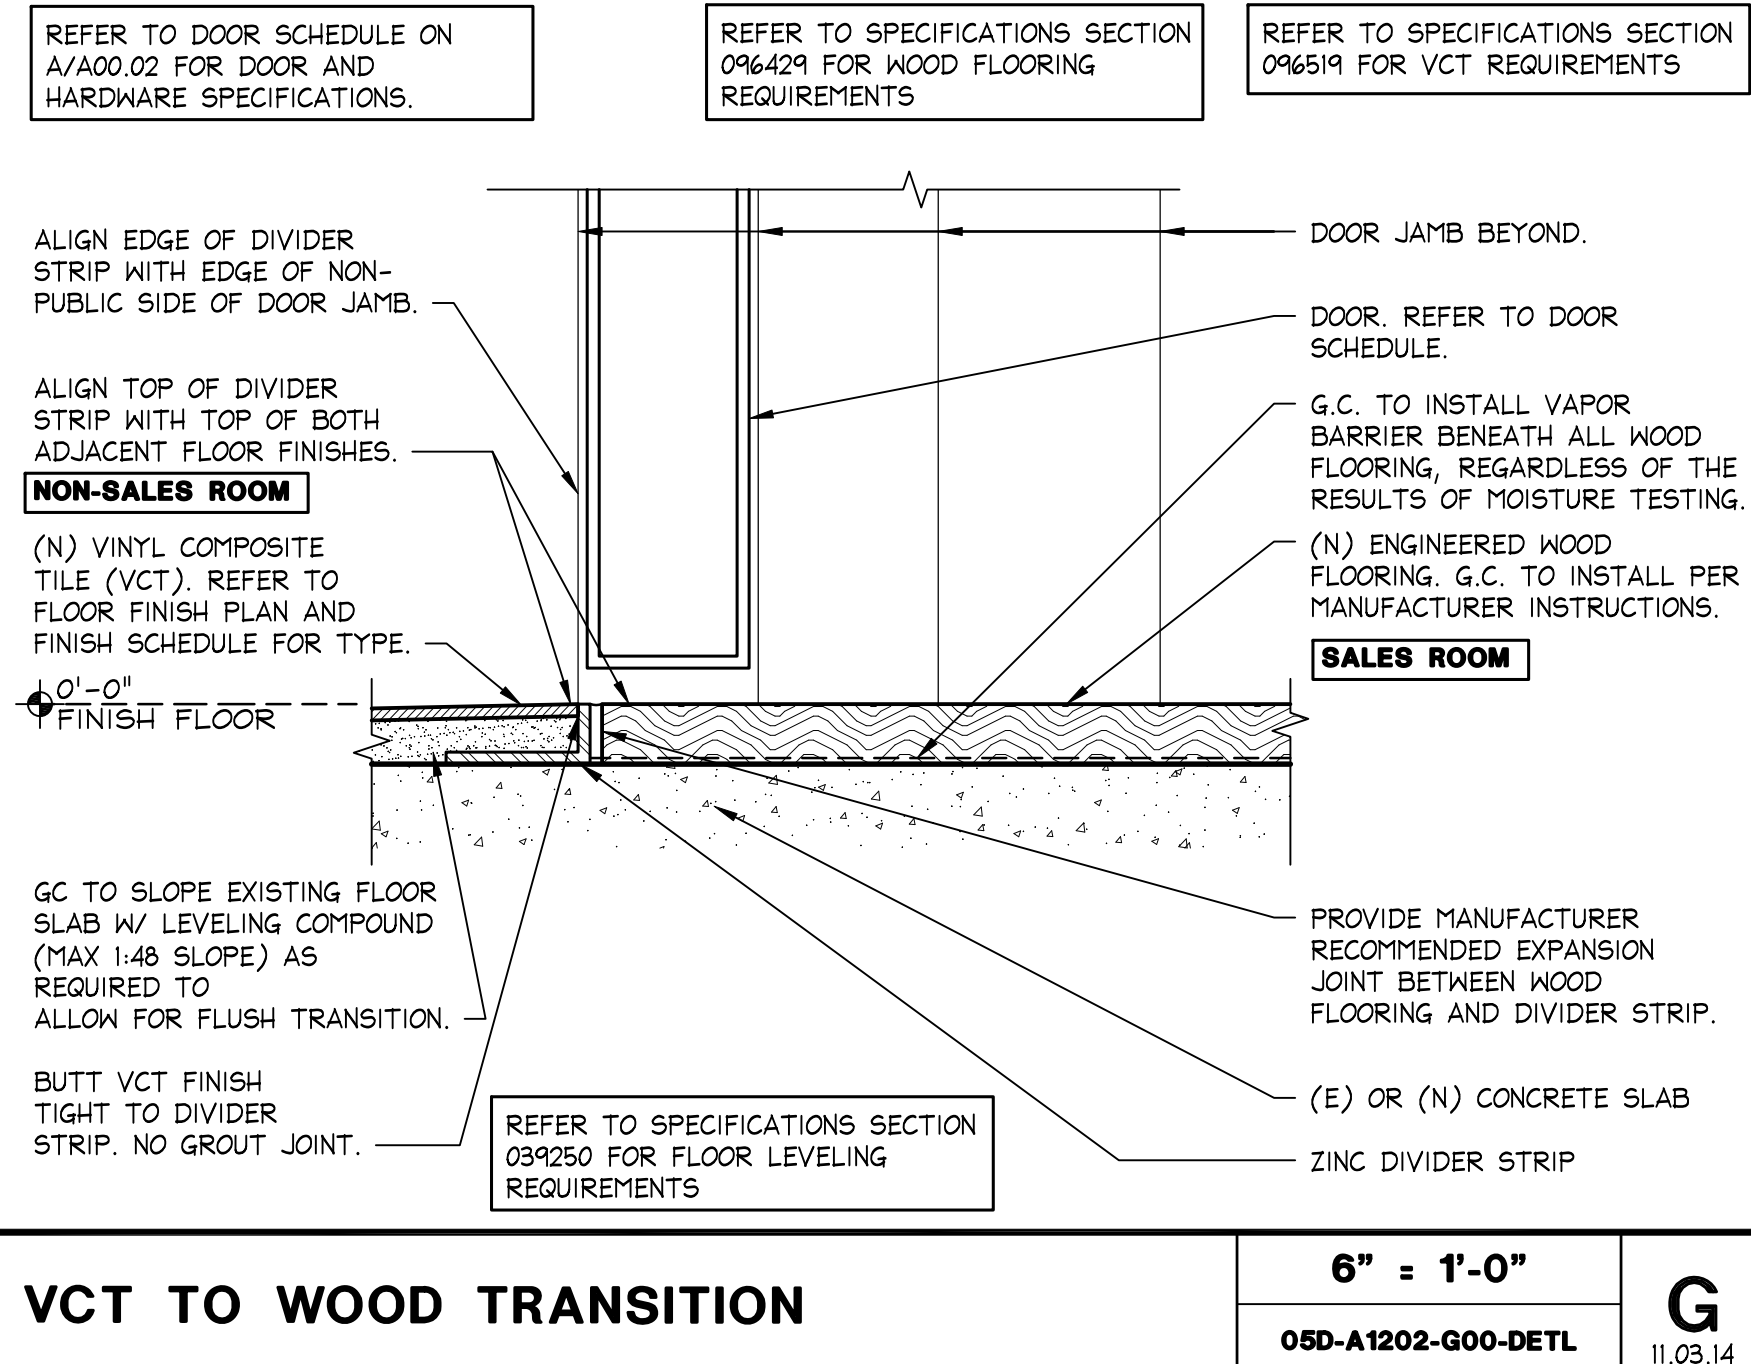 REFER TO DOOR SCHEDULE ON
A/A00.02 FOR DOOR AND
HARDWARE SPECIFICATIONS.
REFER TO SPECIFICATIONS SECTION
096429 FOR WOOD FLOORING
REQUIREMENTS
REFER TO SPECIFICATIONS SECTION
096519 FOR VCT REQUIREMENTS
ALIGN EDGE OF DIVIDER
STRIP WITH EDGE OF NON-
PUBLIC SIDE OF DOOR JAMB.
ALIGN TOP OF DIVIDER
STRIP WITH TOP OF BOTH
ADJACENT FLOOR FINISHES.
NON-SALES ROOM
(N) VINYL COMPOSITE
TILE (VCT). REFER TO
FLOOR FINISH PLAN AND
FINISH SCHEDULE FOR TYPE.
0'-0"
FINISH FLOOR
GC TO SLOPE EXISTING FLOOR
SLAB W/ LEVELING COMPOUND
(MAX 1:48 SLOPE) AS
REQUIRED TO
ALLOW FOR FLUSH TRANSITION.
BUTT VCT FINISH
TIGHT TO DIVIDER
STRIP. NO GROUT JOINT.
REFER TO SPECIFICATIONS SECTION
039250 FOR FLOOR LEVELING
REQUIREMENTS
DOOR JAMB BEYOND.
DOOR. REFER TO DOOR
SCHEDULE.
G.C. TO INSTALL VAPOR
BARRIER BENEATH ALL WOOD
FLOORING, REGARDLESS OF THE
RESULTS OF MOISTURE TESTING.
(N) ENGINEERED WOOD
FLOORING. G.C. TO INSTALL PER
MANUFACTURER INSTRUCTIONS.
SALES ROOM
PROVIDE MANUFACTURER
RECOMMENDED EXPANSION
JOINT BETWEEN WOOD
FLOORING AND DIVIDER STRIP.
(E) OR (N) CONCRETE SLAB
ZINC DIVIDER STRIP
VCT TO WOOD TRANSITION
6” = 1’-0”
05D-A1202-G00-DETL
G
11.03.14